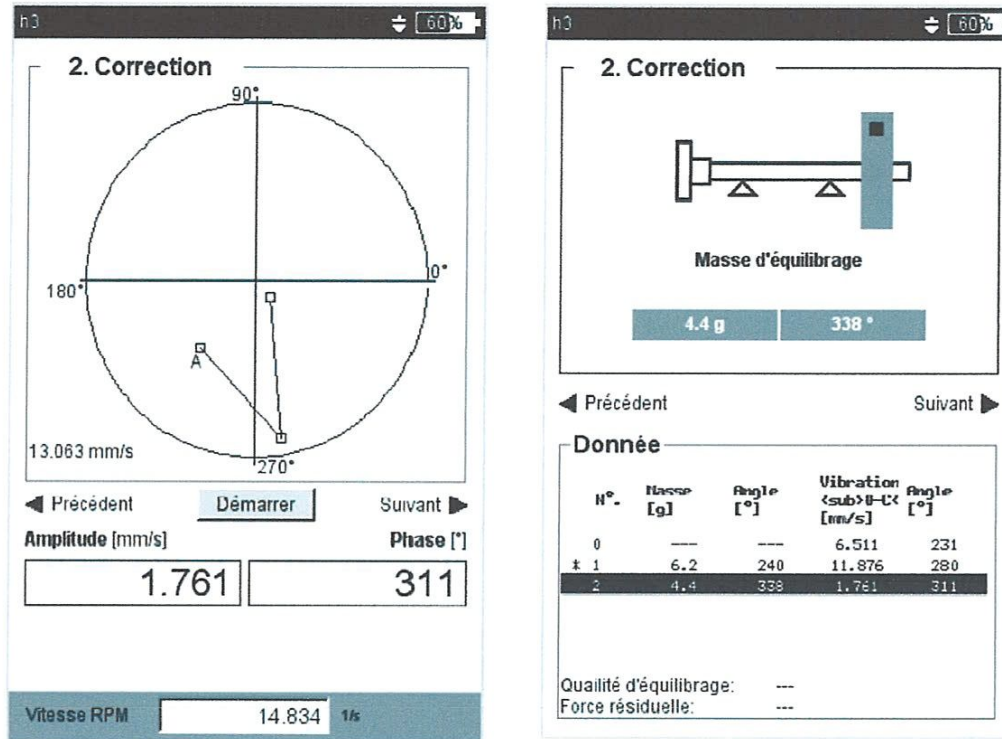 h3
60%
2. Correction
90°
0°
180°
A
13.063 mm/s
270°
Précédent
Démarrer
Suivant
Amplitude [mm/s]
Phase [°]
1.761
311
Vitesse RPM
14.834
1/s
h3
60%
2. Correction
Masse d'équilibrage
4.4 g
338 °
Précédent
Suivant
Donnée
N°. Masse [g] Angle [°] Vibration <sub>0-C< [mm/s] Angle [°]
0 --- --- 6.511 231
* 1 6.2 240 11.876 280
2 4.4 338 1.761 311
Quailité d'équilibrage: ---
Force résiduelle: ---